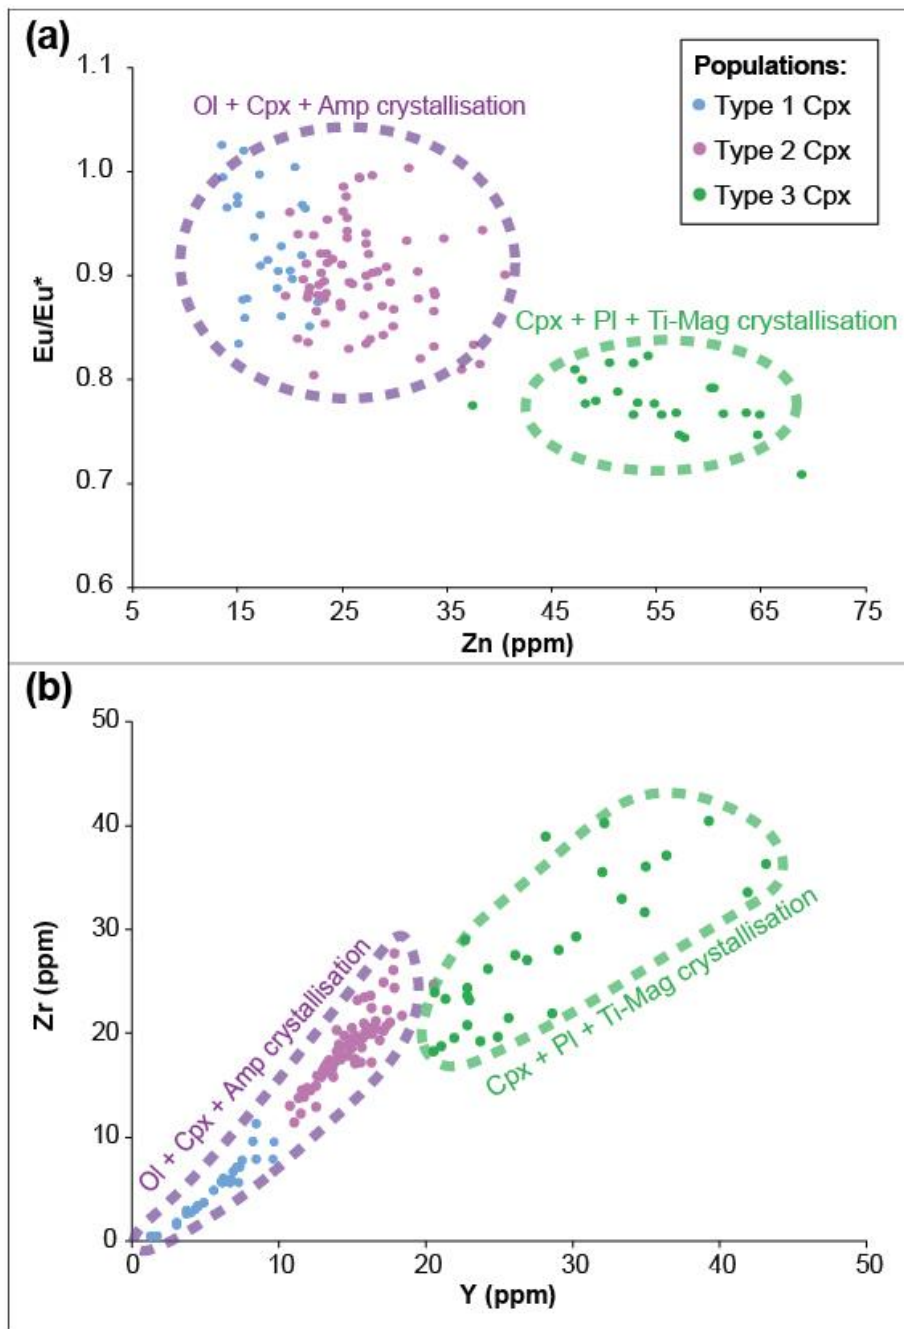 (a)
1.1
1.0
0.9
0.8
0.7
0.6
Eu/Eu*
Ol + Cpx + Amp crystallisation
Populations:
Type 1 Cpx
Type 2 Cpx
Type 3 Cpx
Cpx + Pl + Ti-Mag crystallisation
5 15 25 35 45 55 65 75
Zn (ppm)
(b)
50
40
30
20
10
0
Zr (ppm)
Ol + Cpx + Amp crystallisation
Cpx + Pl + Ti-Mag crystallisation
0 10 20 30 40 50
Y (ppm)